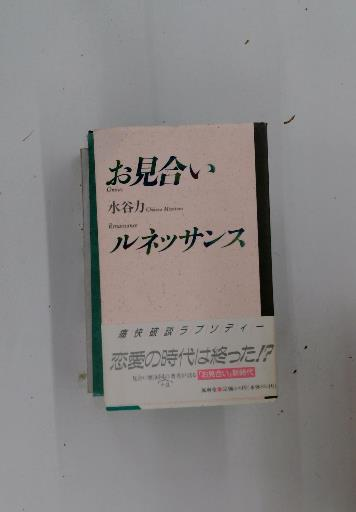 お見合い
Omiai
水谷力
Renaissance
ルネッサンス
痛快破談ラプソディー
恋愛の時代は終った!?
「お見合い」新時代